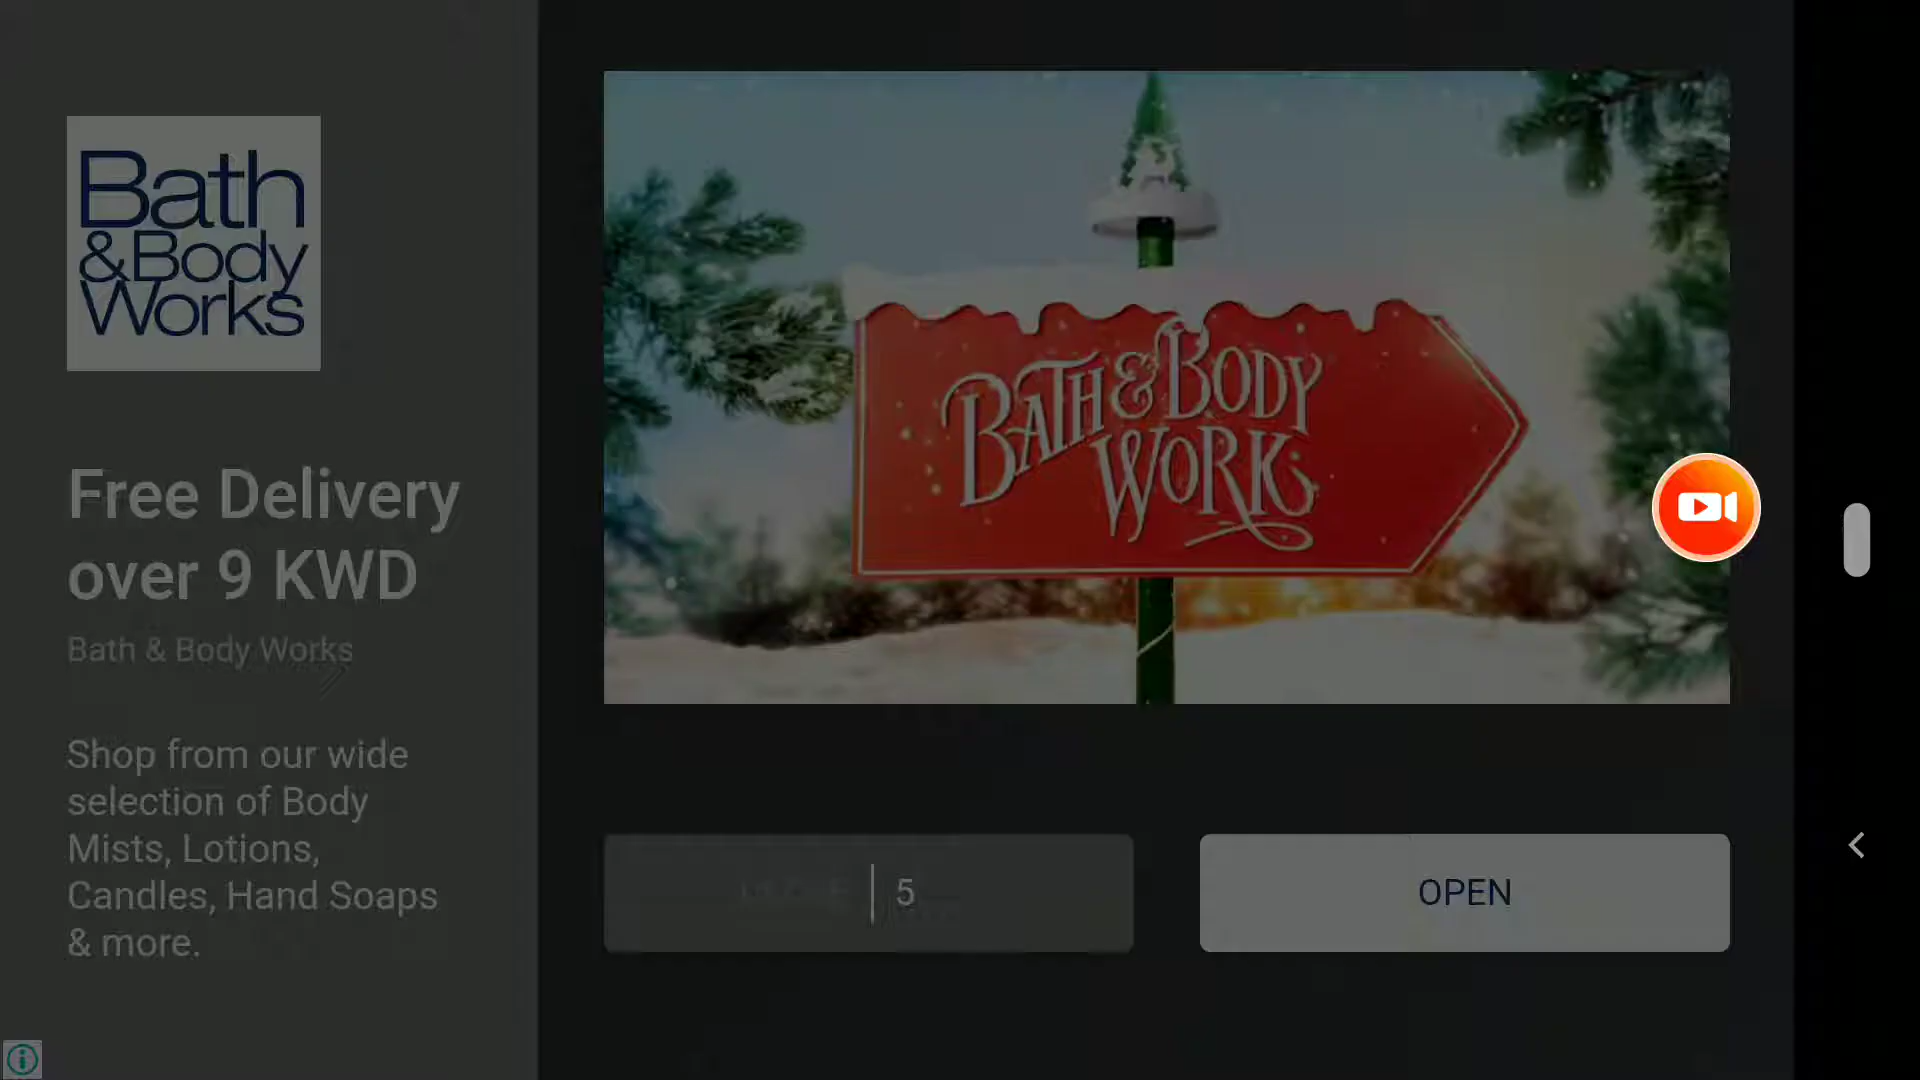 Bath
&Body
Works
Free Delivery
over 9 KWD
Bath & Body Works
Shop from our wide
selection of Body
Mists, Lotions,
Candles, Hand Soaps
& more.
BATH & BODY
WORK
5
OPEN